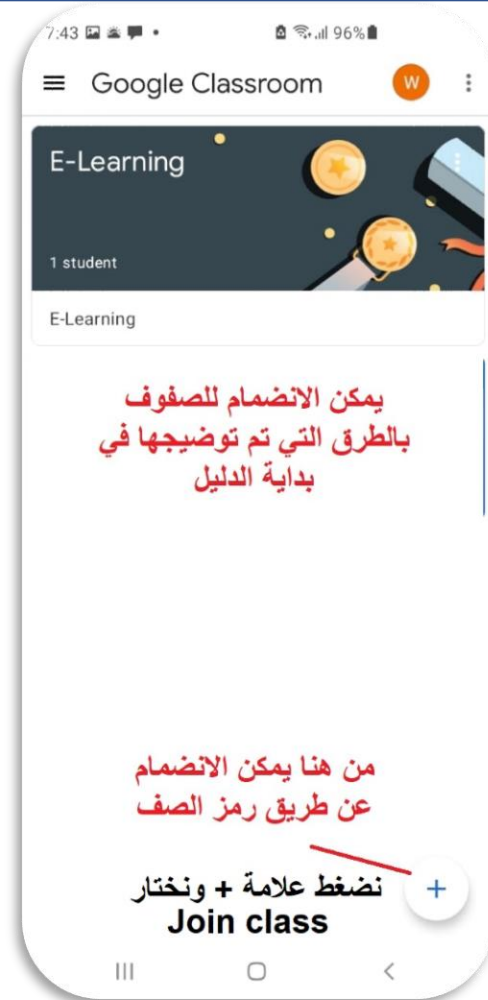 7:43
96%
Google Classroom
W
E-Learning
1 student
E-Learning
يمكن الانضمام للصفوف
بالطرق التي تم توضيجها في
بداية الدليل
من هنا يمكن الانضمام
عن طريق رمز الصف
نضغط علامة + ونختار
Join class
+